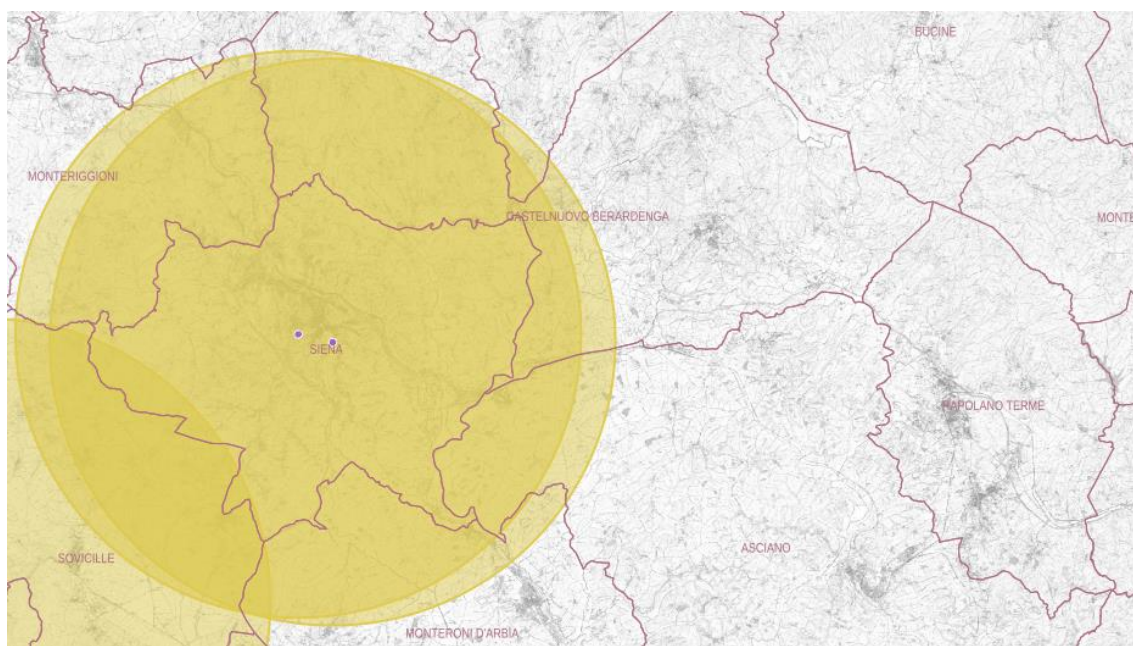 BUCINE
MONTERIGGIONI
CASTELNUOVO BERARDENGA
MONTE
SIENA
RAPOLANO TERME
ASCIANO
SOVICILLE
MONTERONI D'ARBIA